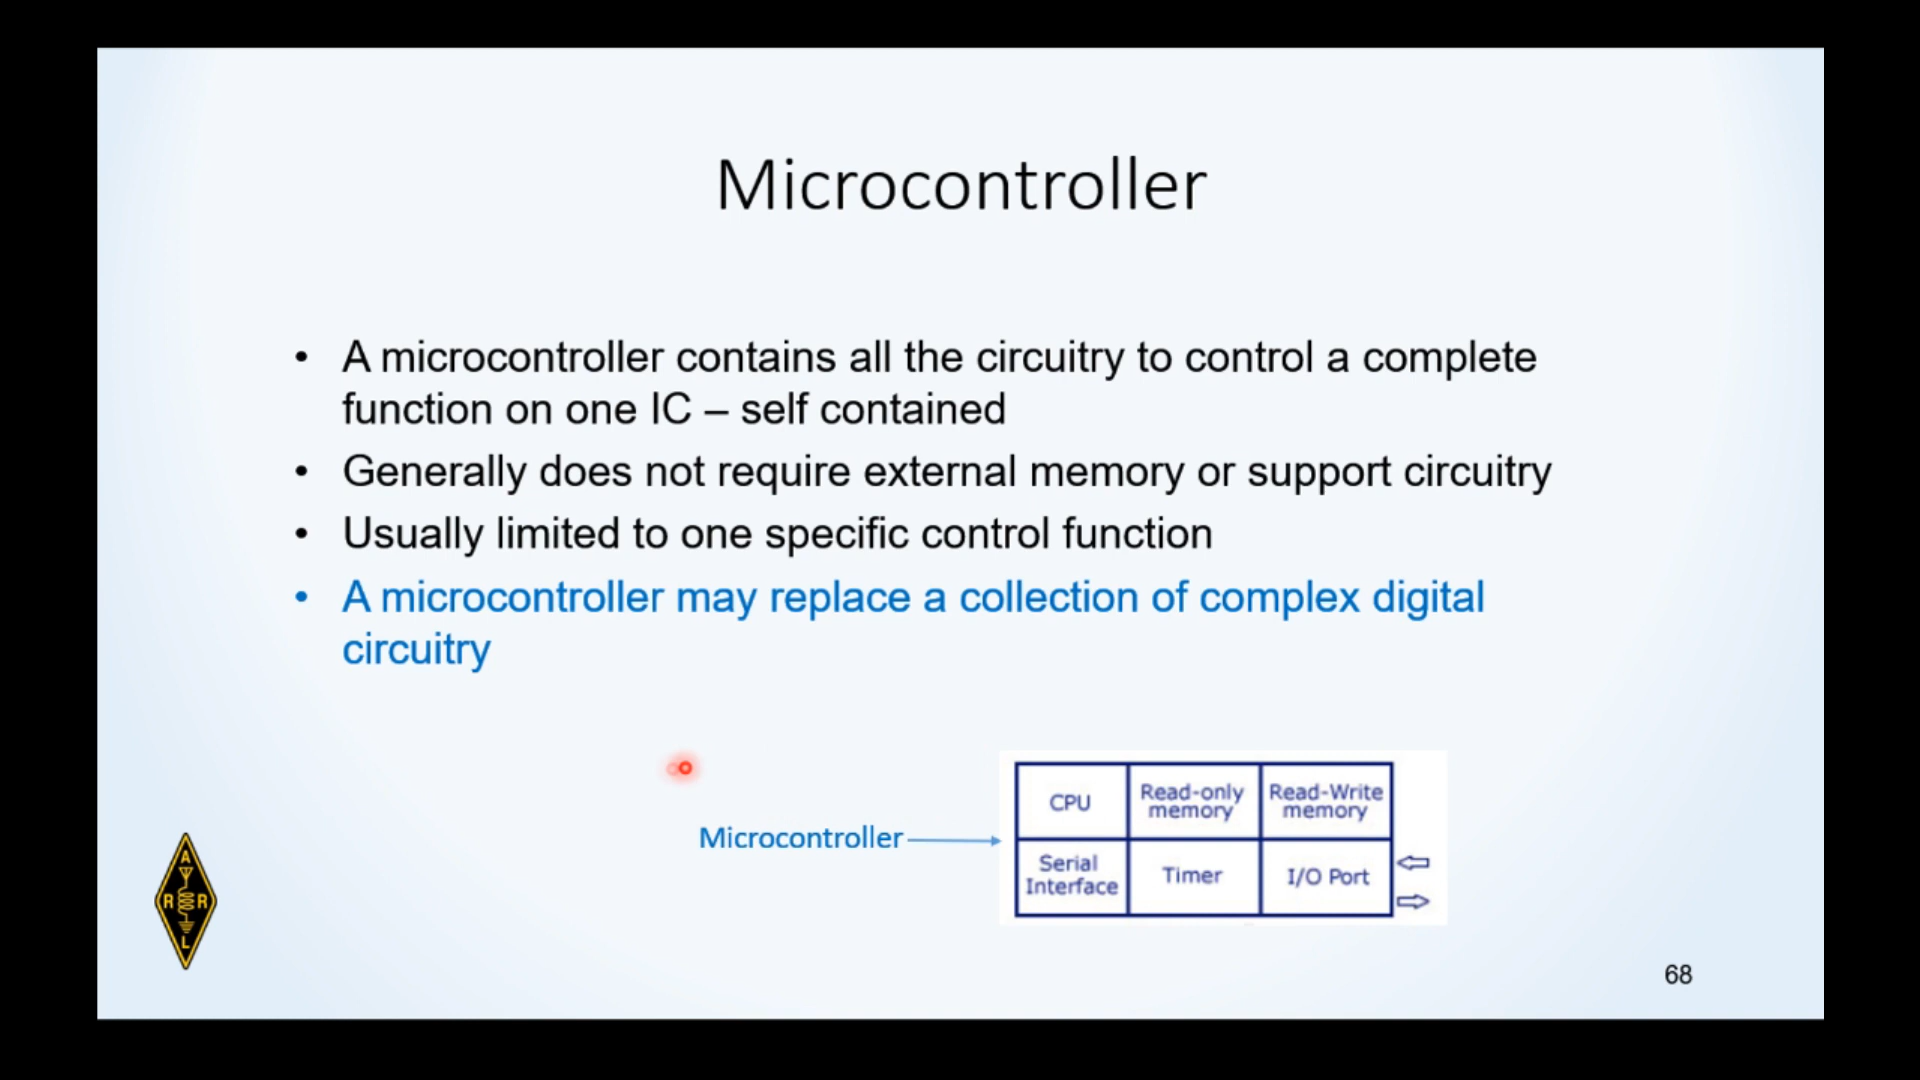 Microcontroller
• A microcontroller contains all the circuitry to control a complete
function on one IC – self contained
• Generally does not require external memory or support circuitry
• Usually limited to one specific control function
• A microcontroller may replace a collection of complex digital
circuitry
Microcontroller
CPU
Read-only
memory
Read-Write
memory
Serial
Interface
Timer
I/O Port
A
R R
L
68